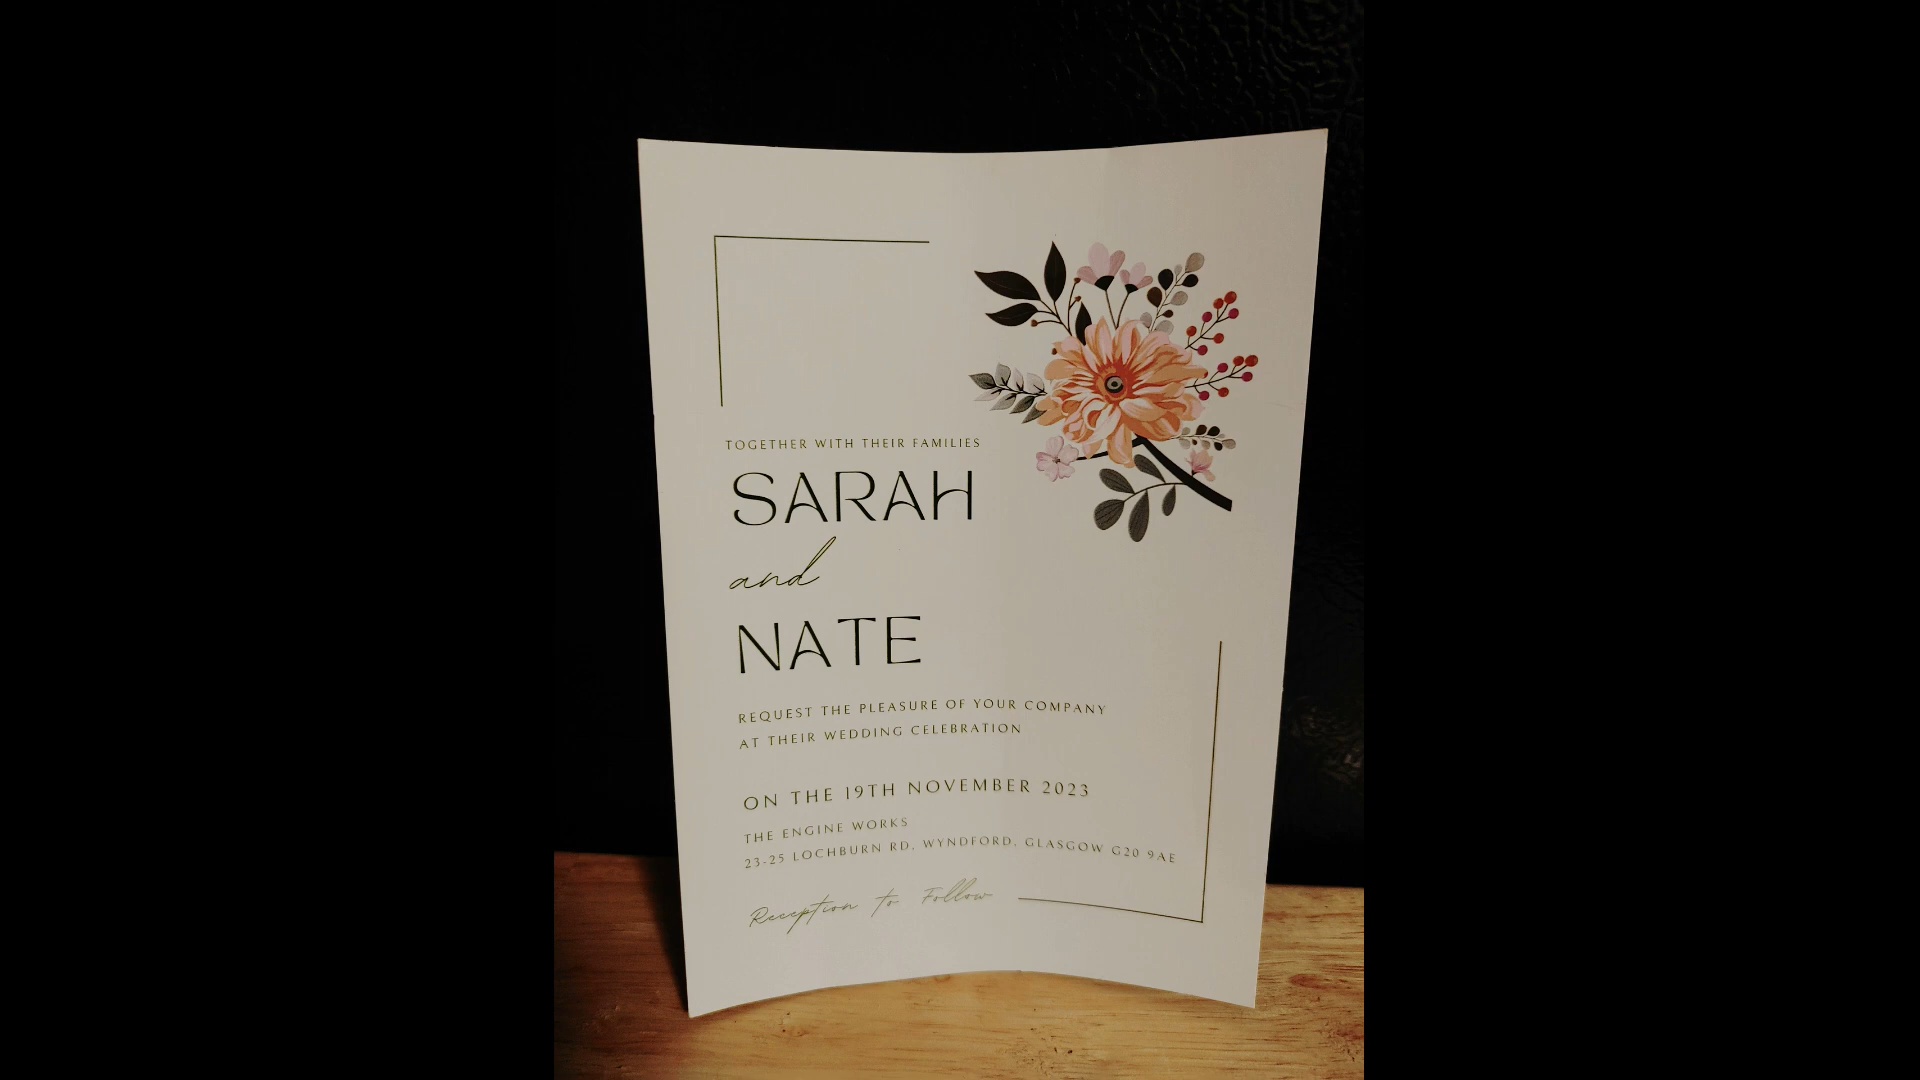 TOGETHER WITH THEIR FAMILIES
SARAH
and
NATE
REQUEST THE PLEASURE OF YOUR COMPANY
AT THEIR WEDDING CELEBRATION
ON THE 19TH NOVEMBER 2023
THE ENGINE WORKS
23-25 LOCHBURN RD, WYNDFORD, GLASGOW G20 9AE
Reception to Follow